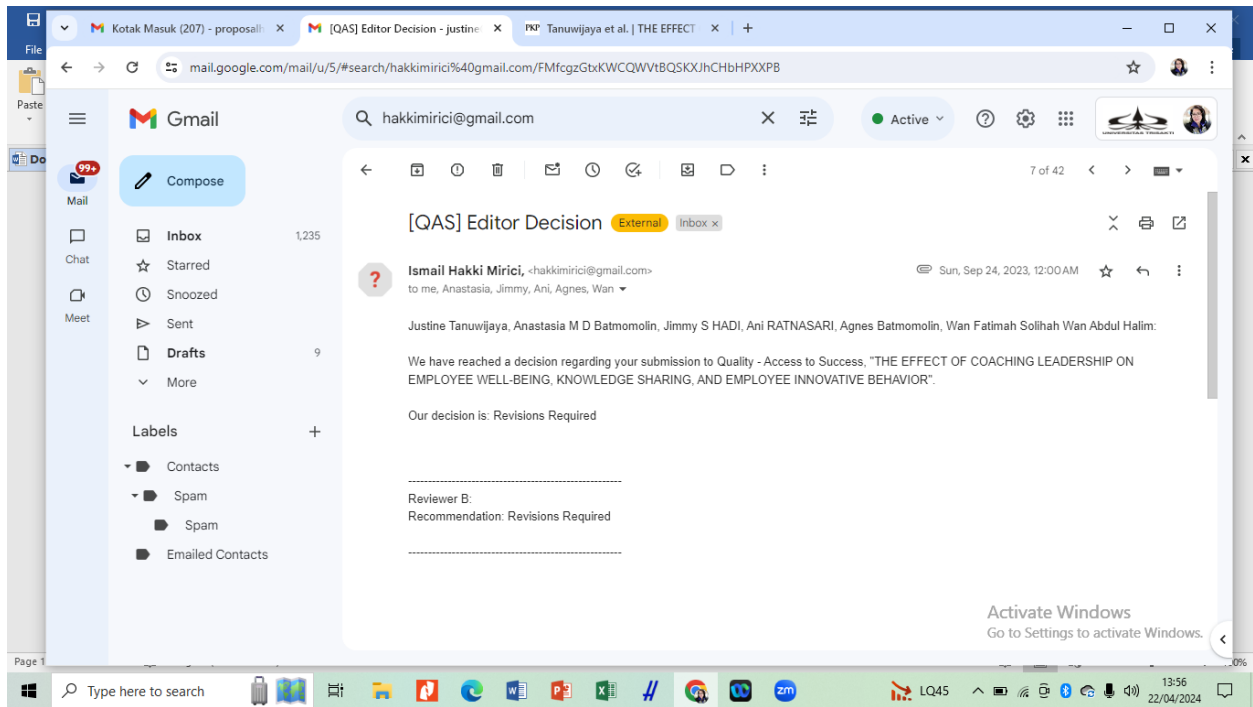 File
Paste
Do
Page 1
Kotak Masuk (207) - proposalh
[QAS] Editor Decision - justine
PKP Tanuwijaya et al. | THE EFFECT
mail.google.com/mail/u/5/#search/hakkimirici%40gmail.com/FMfcgzGtxKWCQWVtBQSKXJhCHbHPXXPB
Gmail
hakkimirici@gmail.com
Active
UNIVERSITAS TRISAKTI
99+
Mail
Chat
Meet
Compose
Inbox 1,235
Starred
Snoozed
Sent
Drafts 9
More
Labels
Contacts
Spam
Spam
Emailed Contacts
7 of 42
[QAS] Editor Decision External Inbox x
Ismail Hakki Mirici, <hakkimirici@gmail.com> Sun, Sep 24, 2023, 12:00 AM
to me, Anastasia, Jimmy, Ani, Agnes, Wan
Justine Tanuwijaya, Anastasia M D Batmomolin, Jimmy S HADI, Ani RATNASARI, Agnes Batmomolin, Wan Fatimah Solihah Wan Abdul Halim:
We have reached a decision regarding your submission to Quality - Access to Success, "THE EFFECT OF COACHING LEADERSHIP ON
EMPLOYEE WELL-BEING, KNOWLEDGE SHARING, AND EMPLOYEE INNOVATIVE BEHAVIOR".
Our decision is: Revisions Required
------------------------------------------------------
Reviewer B:
Recommendation: Revisions Required
------------------------------------------------------
Activate Windows
Go to Settings to activate Windows.
Type here to search
LQ45
13:56
22/04/2024